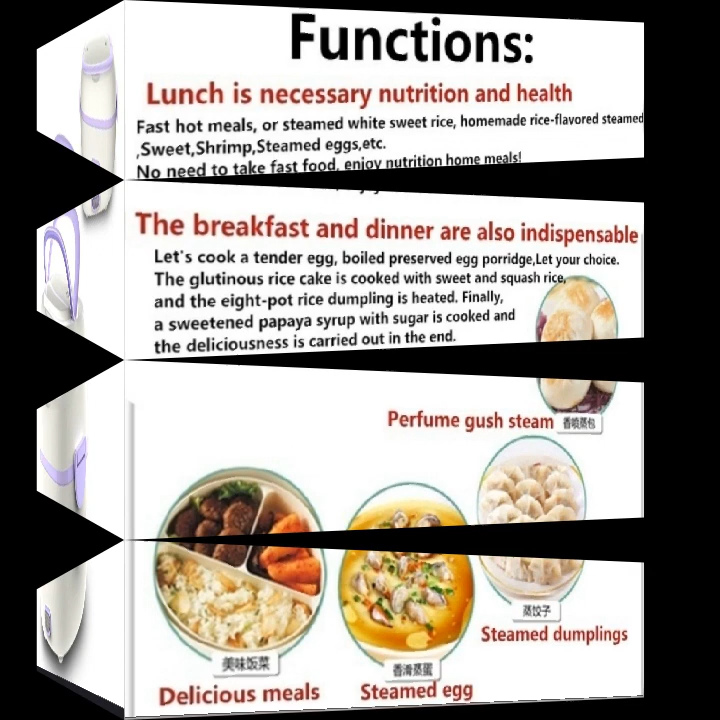 Functions:
Lunch is necessary nutrition and health
Fast hot meals, or steamed white sweet rice, homemade rice-flavored steamed
,Sweet,Shrimp,Steamed eggs,etc.
No need to take fast food, enjoy nutrition home meals!
The breakfast and dinner are also indispensable
Let's cook a tender egg, boiled preserved egg porridge,Let your choice.
The glutinous rice cake is cooked with sweet and squash rice,
and the eight-pot rice dumpling is heated. Finally,
a sweetened papaya syrup with sugar is cooked and
the deliciousness is carried out in the end.
Perfume gush steam
香喷蒸包
蒸饺子
Steamed dumplings
美味饭菜
香滑蒸蛋
Delicious meals
Steamed egg